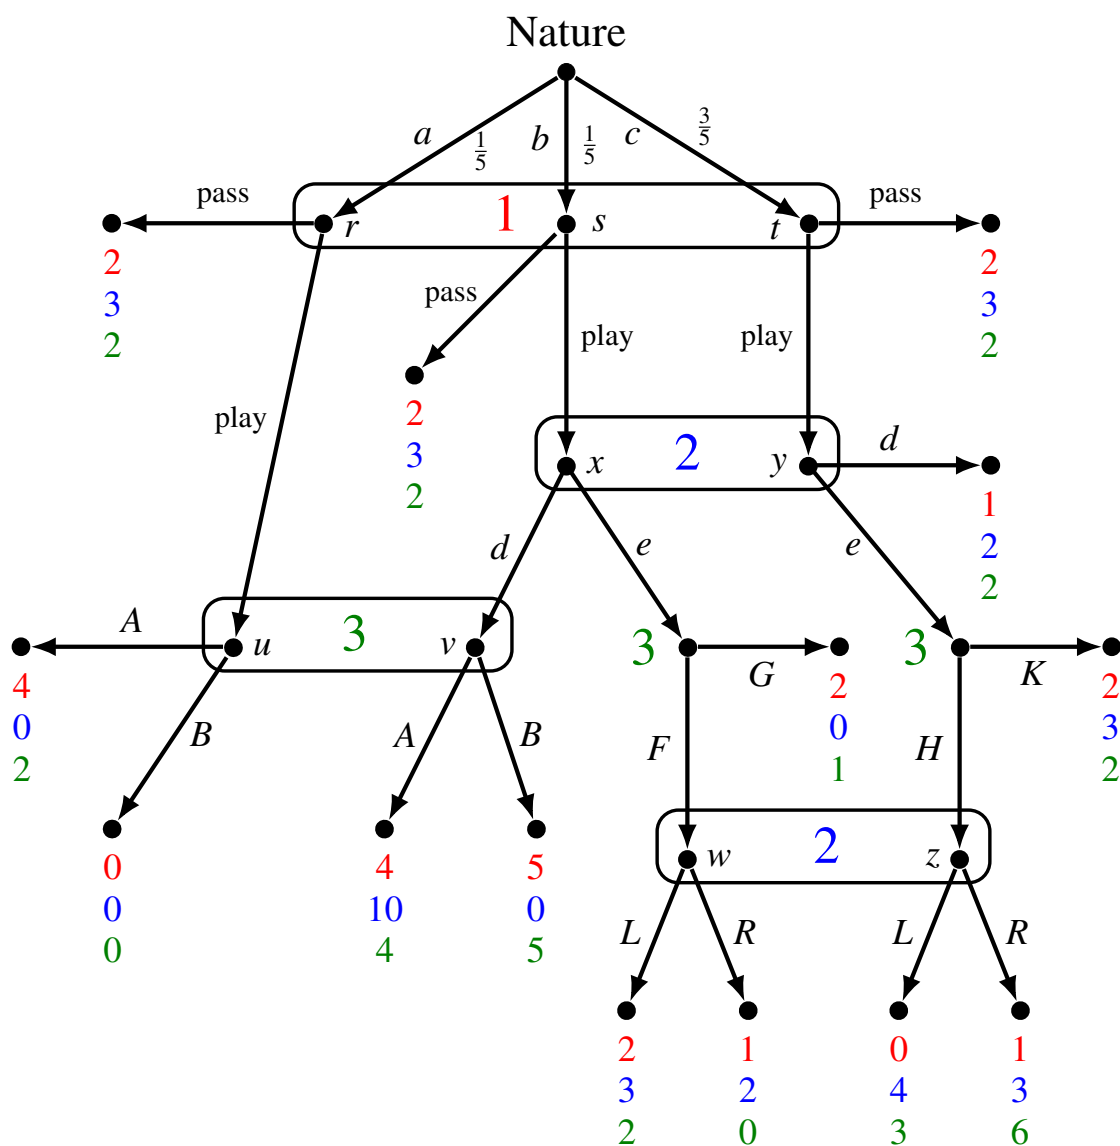 Nature
a 1/5 b 1/5 c 3/5
pass 1 pass
r s t
2 2
3 pass 3
2 play play 2
play 2
3
2
2 d
x y
1
d e e 2
2
A 3 3 3
u v G K
4 2 2
0 B A B F 0 H 3
2 1 2
0 4 5 2
0 10 0 w z
0 4 5
L R L R
2 1 0 1
3 2 4 3
2 0 3 6